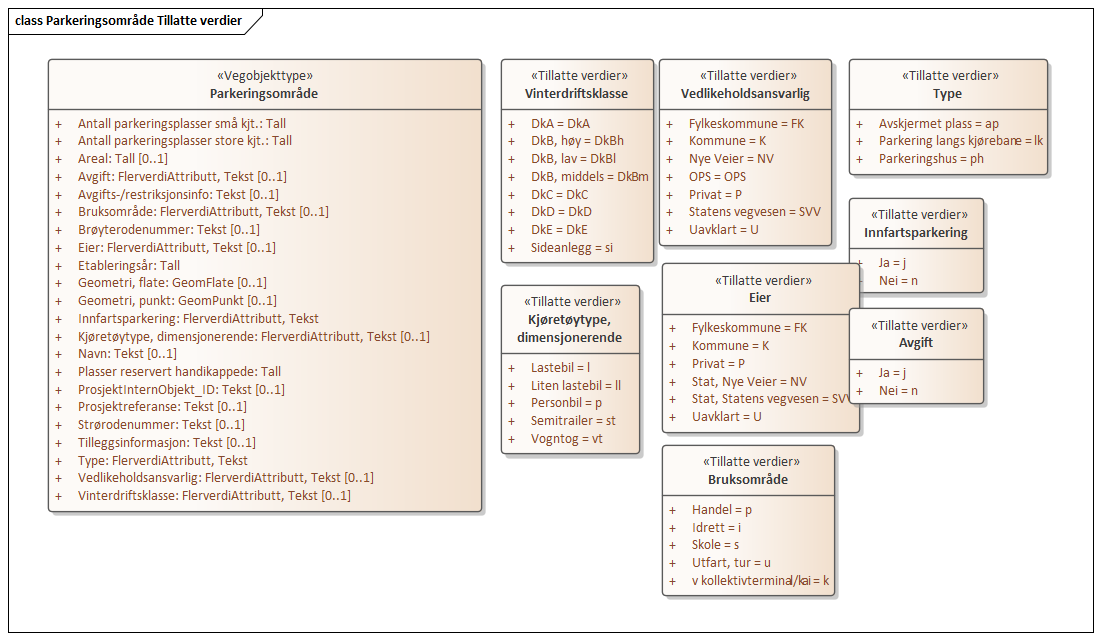 class Parkeringsområde Tillatte verdier
«Vegobjekttype»
Parkeringsområde
+ Antall parkeringsplasser små kjt.: Tall
+ Antall parkeringsplasser store kjt.: Tall
+ Areal: Tall [0..1]
+ Avgift: FlerverdiAttributt, Tekst [0..1]
+ Avgifts-/restriksjonsinfo: Tekst [0..1]
+ Bruksområde: FlerverdiAttributt, Tekst [0..1]
+ Brøyterodenummer: Tekst [0..1]
+ Eier: FlerverdiAttributt, Tekst [0..1]
+ Etableringsår: Tall
+ Geometri, flate: GeomFlate [0..1]
+ Geometri, punkt: GeomPunkt [0..1]
+ Innfartsparkering: FlerverdiAttributt, Tekst
+ Kjøretøytype, dimensjonerende: FlerverdiAttributt, Tekst [0..1]
+ Navn: Tekst [0..1]
+ Plasser reservert handikappede: Tall
+ ProsjektInternObjekt_ID: Tekst [0..1]
+ Prosjektreferanse: Tekst [0..1]
+ Strørodenummer: Tekst [0..1]
+ Tilleggsinformasjon: Tekst [0..1]
+ Type: FlerverdiAttributt, Tekst
+ Vedlikeholdsansvarlig: FlerverdiAttributt, Tekst [0..1]
+ Vinterdriftsklasse: FlerverdiAttributt, Tekst [0..1]
«Tillatte verdier»
Vinterdriftsklasse
+ DkA = DkA
+ DkB, høy = DkBh
+ DkB, lav = DkBl
+ DkB, middels = DkBm
+ DkC = DkC
+ DkD = DkD
+ DkE = DkE
+ Sideanlegg = si
«Tillatte verdier»
Kjøretøytype,
dimensjonerende
+ Lastebil = l
+ Liten lastebil = ll
+ Personbil = p
+ Semitrailer = st
+ Vogntog = vt
«Tillatte verdier»
Vedlikeholdsansvarlig
+ Fylkeskommune = FK
+ Kommune = K
+ Nye Veier = NV
+ OPS = OPS
+ Privat = P
+ Statens vegvesen = SVV
+ Uavklart = U
«Tillatte verdier»
Eier
+ Fylkeskommune = FK
+ Kommune = K
+ Privat = P
+ Stat, Nye Veier = NV
+ Stat, Statens vegvesen = SVV
+ Uavklart = U
«Tillatte verdier»
Bruksområde
+ Handel = p
+ Idrett = i
+ Skole = s
+ Utfart, tur = u
+ v kollektivterminal/kai = k
«Tillatte verdier»
Type
+ Avskjermet plass = ap
+ Parkering langs kjørebane = lk
+ Parkeringshus = ph
«Tillatte verdier»
Innfartsparkering
+ Ja = j
+ Nei = n
«Tillatte verdier»
Avgift
+ Ja = j
+ Nei = n